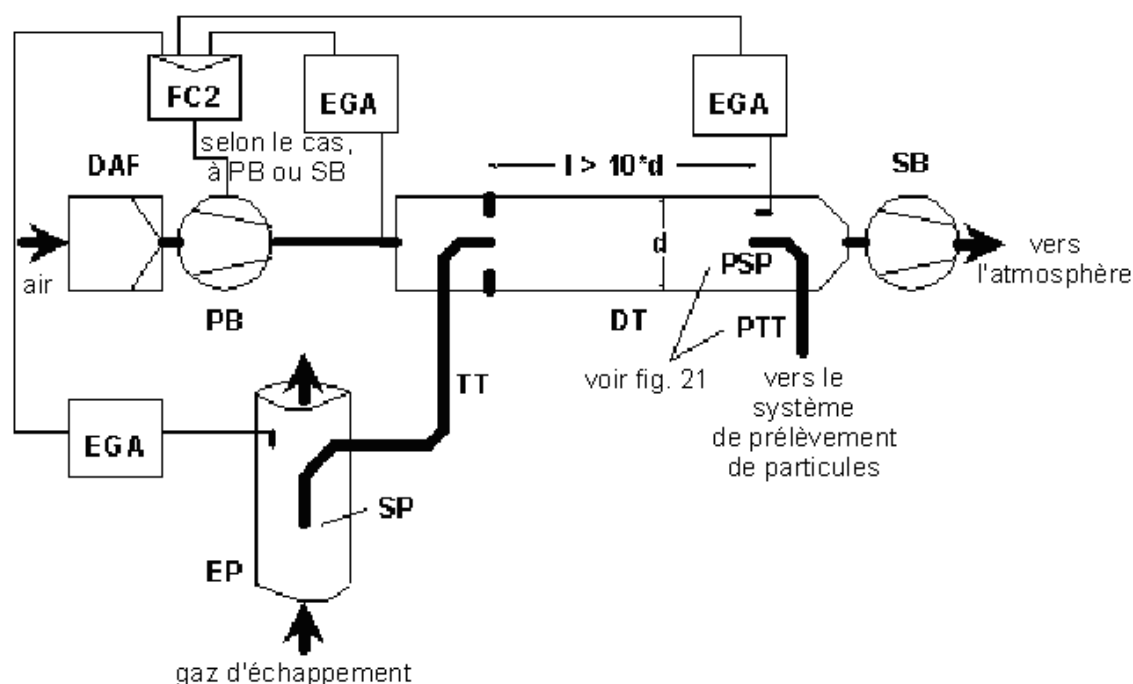 FC2
EGA
EGA
selon le cas,
à PB ou SB
DAF
l > 10*d
SB
air
d
PSP
vers
l'atmosphère
PB
DT
PTT
TT
voir fig. 21
vers le
système
de prélèvement
de particules
EGA
SP
EP
gaz d'échappement